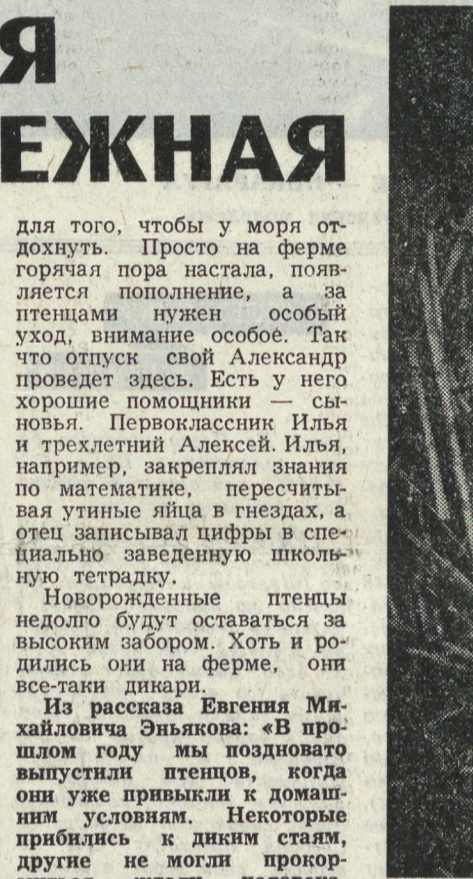 Я
ЕЖНАЯ
для того, чтобы у моря от-
дохнуть. Просто на ферме
горячая пора настала, появ-
ляется пополнение, а за
птенцами нужен особый
уход, внимание особое. Так
что отпуск свой Александр
проведет здесь. Есть у него
хорошие помощники — сы-
новья. Первоклассник Илья
и трехлетний Алексей. Илья,
например, закреплял знания
по математике, пересчиты-
вая утиные яйца в гнездах, а
отец записывал цифры в спе-
циально заведенную школь-
ную тетрадку.
Новорожденные птенцы
недолго будут оставаться за
высоким забором. Хоть и ро-
дились они на ферме, они
все-таки дикари.
Из рассказа Евгения Ми-
хайловича Эньякова: «В про-
шлом году мы поздновато
выпустили птенцов, когда
они уже привыкли к домаш-
ним условиям. Некоторые
прибились к диким стаям,
другие не могли прокор-